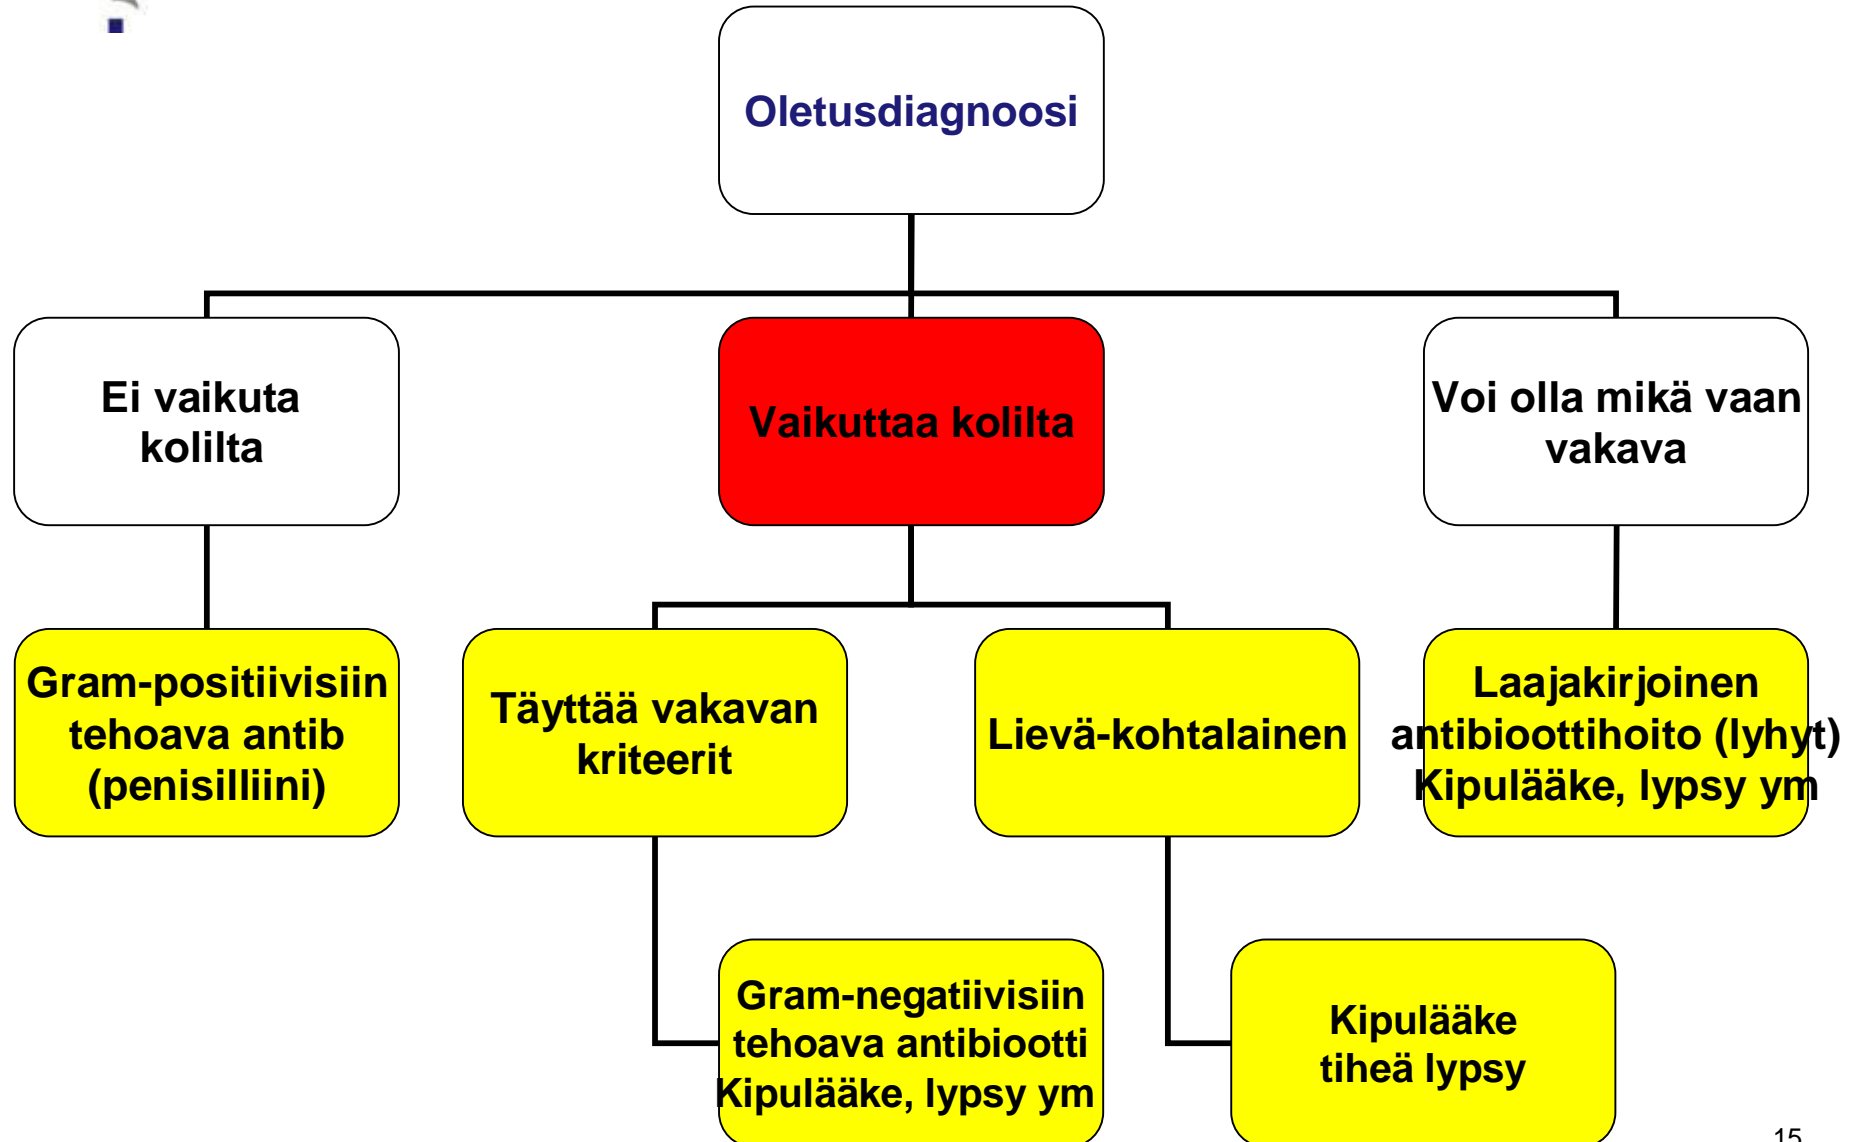 Oletusdiagnoosi
Ei vaikuta
kolilta
Vaikuttaa kolilta
Voi olla mikä vaan
vakava
Gram-positiivisiin
tehoava antib
(penisilliini)
Täyttää vakavan
kriteerit
Lievä-kohtalainen
Laajakirjoinen
antibioottihoito (lyhyt)
Kipulääke, lypsy ym
Gram-negatiivisiin
tehoava antibiootti
Kipulääke, lypsy ym
Kipulääke
tiheä lypsy
15